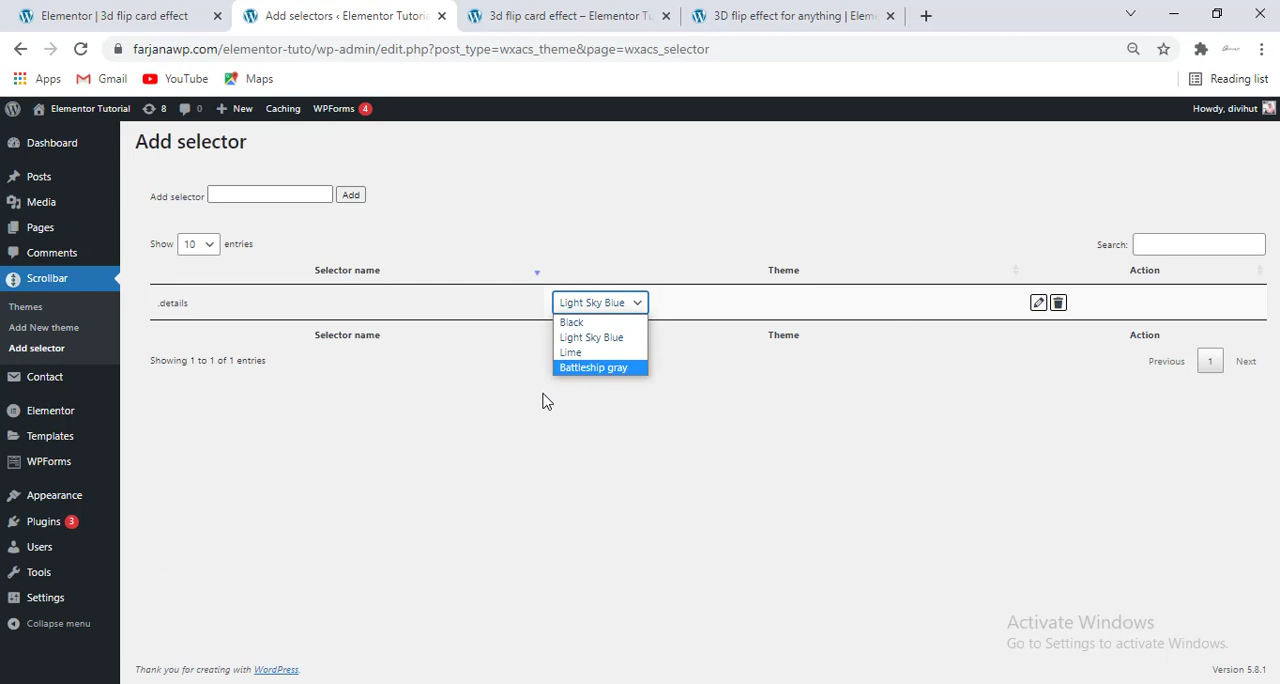 Elementor | 3d flip card effect
Add selectors ‹ Elementor Tutoria
3d flip card effect – Elementor Tu
3D flip effect for anything | Elem
farjanawp.com/elementor-tuto/wp-admin/edit.php?post_type=wxacs_theme&page=wxacs_selector
Apps
Gmail
YouTube
Maps
Reading list
Elementor Tutorial
8
0
New
Caching
WPForms 4
Howdy, divihut
Dashboard
Posts
Media
Pages
Comments
Scrollbar
Themes
Add New theme
Add selector
Contact
Elementor
Templates
WPForms
Appearance
Plugins 3
Users
Tools
Settings
Collapse menu
Add selector
Add selector
Add
Show 10 entries
Search:
Selector name
Theme
Action
.details
Light Sky Blue
Black
Light Sky Blue
Lime
Battleship gray
Selector name
Theme
Action
Showing 1 to 1 of 1 entries
Previous 1 Next
Activate Windows
Go to Settings to activate Windows.
Thank you for creating with WordPress.
Version 5.8.1